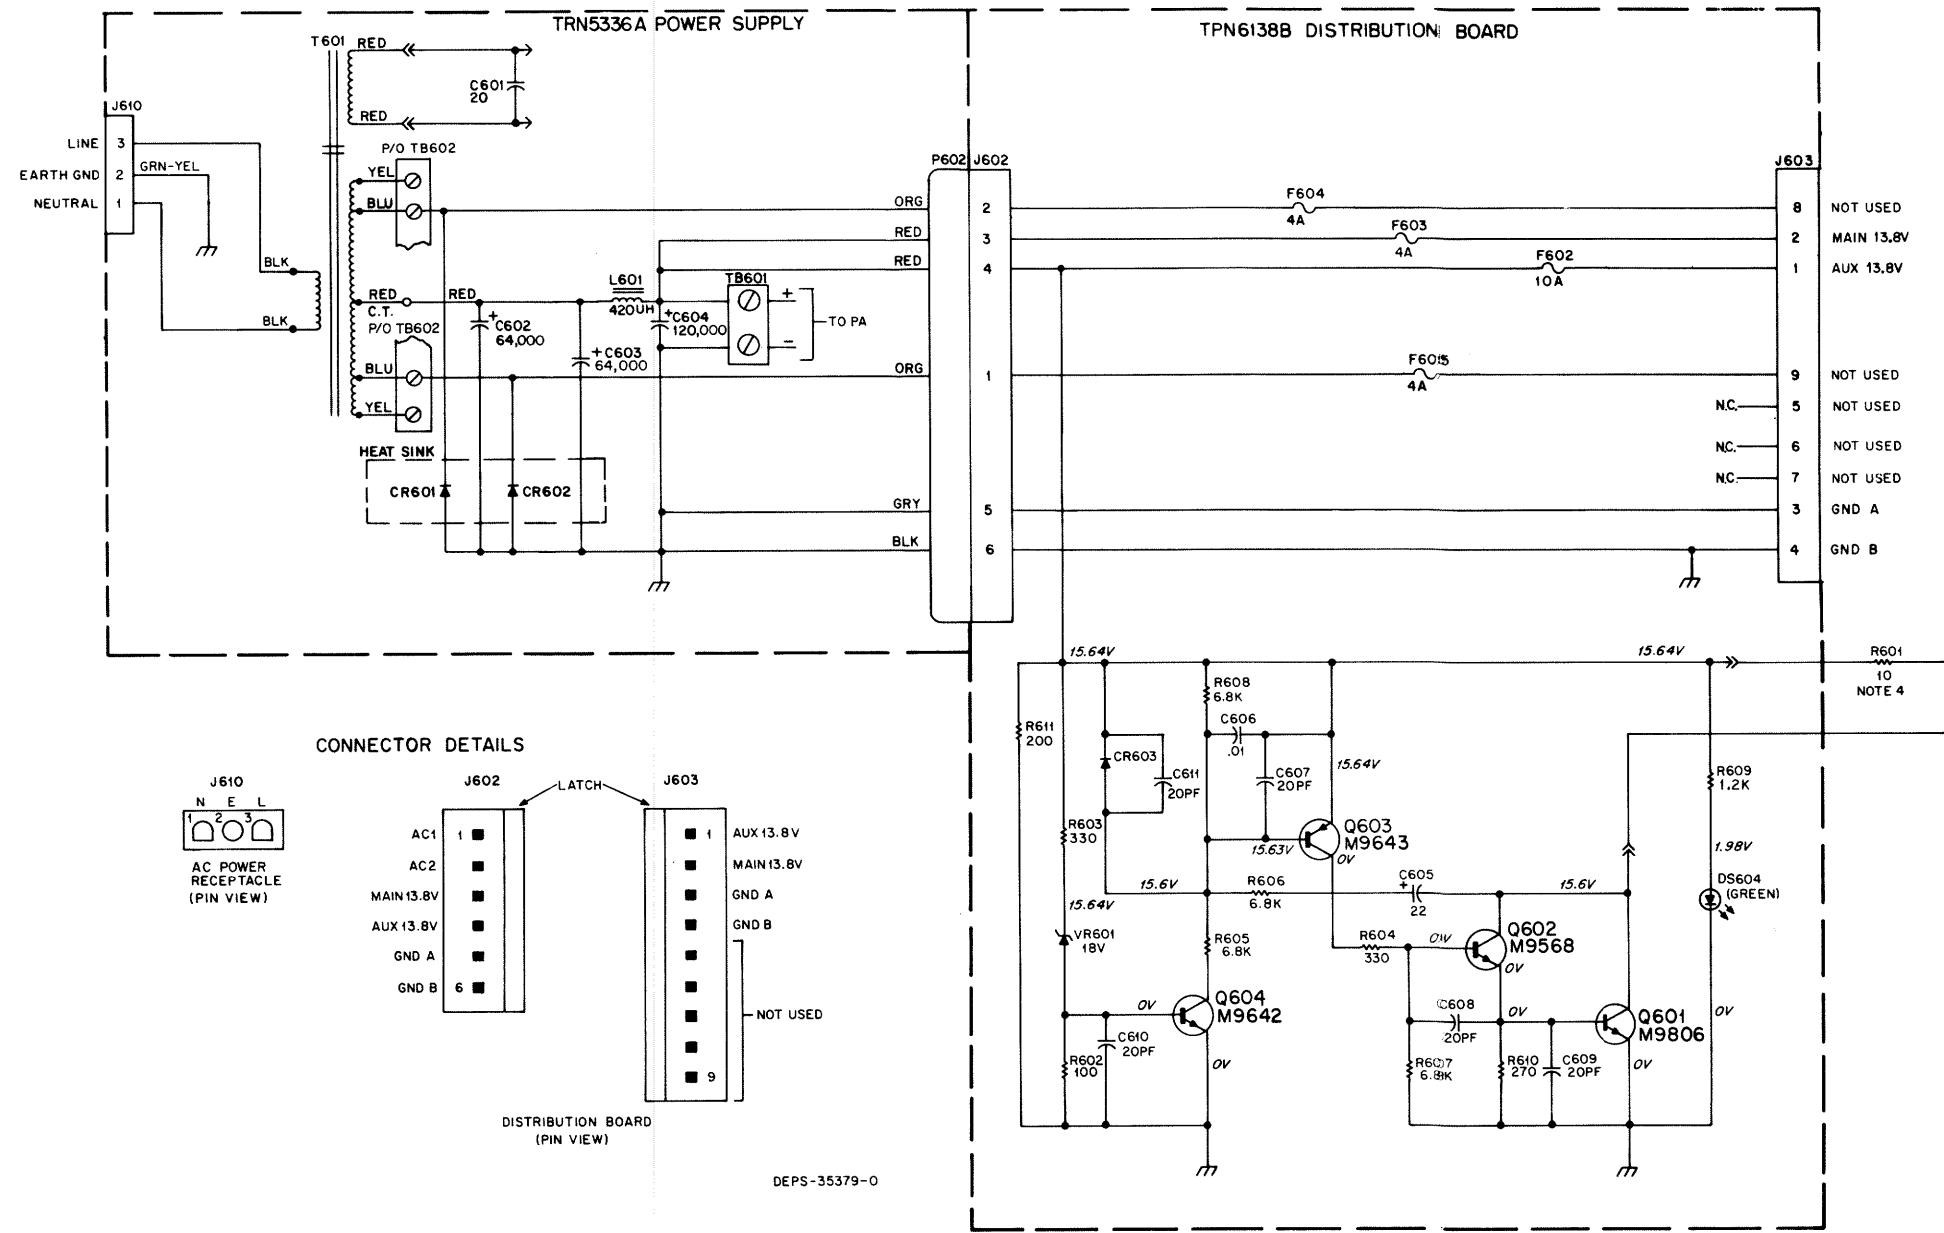 TRN5336A POWER SUPPLY
TPN6138B DISTRIBUTION BOARD
T601
RED
C601
20
RED
J610
LINE 3
EARTH GND 2
GRN-YEL
NEUTRAL 1
BLK
BLK
P/O TB602
YEL
BLU
RED
C.T.
RED
P/O TB602
BLU
YEL
L601
420UH
+
C602
64,000
+
C603
64,000
+
C604
120,000
TB601
+
–
TO PA
HEAT SINK
CR601
CR602
ORG
RED
RED
ORG
GRY
BLK
P602
J602
2
3
4
1
5
6
F604
4A
F603
4A
F602
10A
4A
J603
8 NOT USED
2 MAIN 13.8V
1 AUX 13.8V
9 NOT USED
N.C. 5 NOT USED
N.C. 6 NOT USED
N.C. 7 NOT USED
3 GND A
4 GND B
15.64V
15.64V
R601
10
NOTE 4
R611
200
R608
6.8K
C606
.01
CR603
C611
20PF
C607
20PF
15.64V
R603
330
Q603
M9643
15.63V
0V
R609
1.2K
1.98V
DS604
(GREEN)
15.6V
R606
6.8K
C605
+
22
15.6V
15.64V
VR601
18V
R605
6.8K
R604
330
Q602
M9568
0V
Q604
M9642
0V
C610
20PF
R602
100
0V
C608
20PF
0V
Q601
M9806
0V
R610
270
C609
20PF
0V
CONNECTOR DETAILS
J610
N E L
1 2 3
AC POWER
RECEPTACLE
(PIN VIEW)
J602
LATCH
J603
AC1 1
AC2
MAIN 13.8V
AUX 13.8V
GND A
GND B 6
1 AUX 13.8V
MAIN 13.8V
GND A
GND B
NOT USED
9
DISTRIBUTION BOARD
(PIN VIEW)
DEPS-35379-O